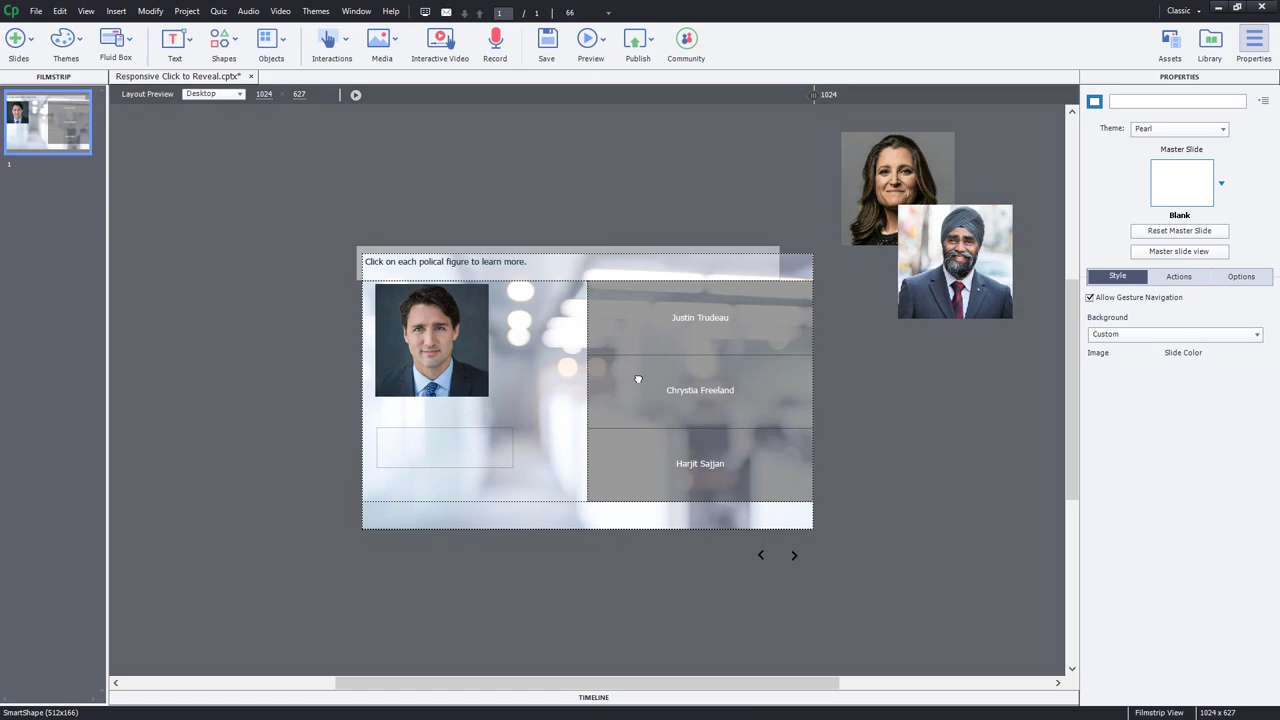 Cp File Edit View Insert Modify Project Quiz Audio Video Themes Window Help 1 / 1 66 Classic
Slides Themes Fluid Box Text Shapes Objects Interactions Media Interactive Video Record Save Preview Publish Community Assets Library Properties
FILMSTRIP
Responsive Click to Reveal.cptx* ×
PROPERTIES
Layout Preview Desktop 1024 × 627
1024
Theme: Pearl
Master Slide
Blank
Reset Master Slide
Master slide view
Style Actions Options
Allow Gesture Navigation
Background
Custom
Image Slide Color
1
Click on each polical figure to learn more.
Justin Trudeau
Chrystia Freeland
Harjit Sajjan
TIMELINE
SmartShape (512x166)
Filmstrip View 1024 x 627